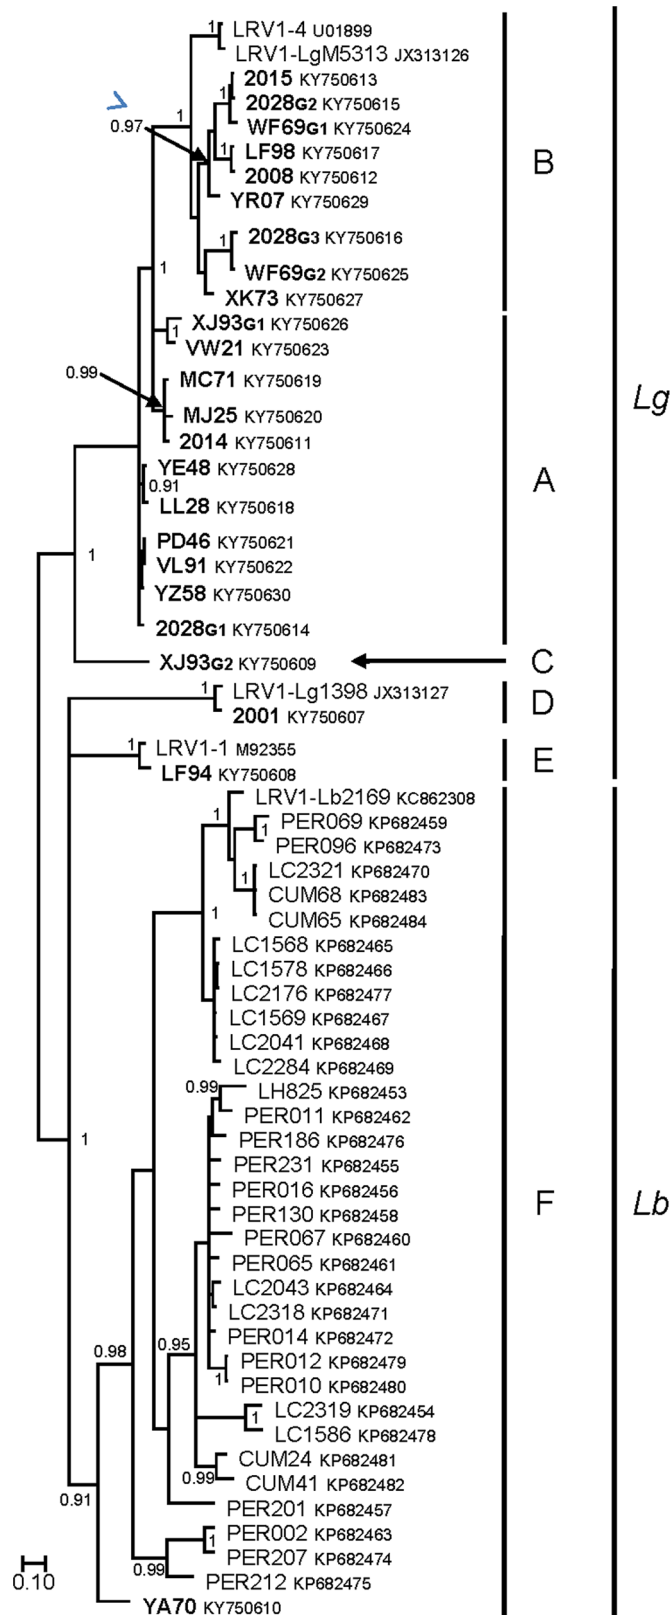 1 LRV1-4 U01899
LRV1-LgM5313 JX313126
2015 KY750613
1 2028G2 KY750615
0.97 1 WF69G1 KY750624
1 LF98 KY750617
2008 KY750612
B
YR07 KY750629
1 2028G3 KY750616
WF69G2 KY750625
1 XK73 KY750627
XJ93G1 KY750626
1 VW21 KY750623
0.99 MC71 KY750619
Lg
MJ25 KY750620
2014 KY750611
YE48 KY750628
0.91 A
LL28 KY750618
PD46 KY750621
1 VL91 KY750622
YZ58 KY750630
2028G1 KY750614
XJ93G2 KY750609 C
1 LRV1-Lg1398 JX313127
2001 KY750607 D
1 LRV1-1 M92355
LF94 KY750608 E
LRV1-Lb2169 KC862308
1 PER069 KP682459
1 PER096 KP682473
LC2321 KP682470
1 CUM68 KP682483
1 CUM65 KP682484
LC1568 KP682465
LC1578 KP682466
LC2176 KP682477
LC1569 KP682467
LC2041 KP682468
LC2284 KP682469
0.99 LH825 KP682453
PER011 KP682462
1 PER186 KP682476
PER231 KP682455
PER016 KP682456 F Lb
PER130 KP682458
PER067 KP682460
PER065 KP682461
LC2043 KP682464
LC2318 KP682471
PER014 KP682472
0.98 0.95 PER012 KP682479
1 PER010 KP682480
LC2319 KP682454
1 LC1586 KP682478
CUM24 KP682481
0.99 CUM41 KP682482
0.91 PER201 KP682457
PER002 KP682463
1 PER207 KP682474
0.99 PER212 KP682475
0.10
YA70 KY750610